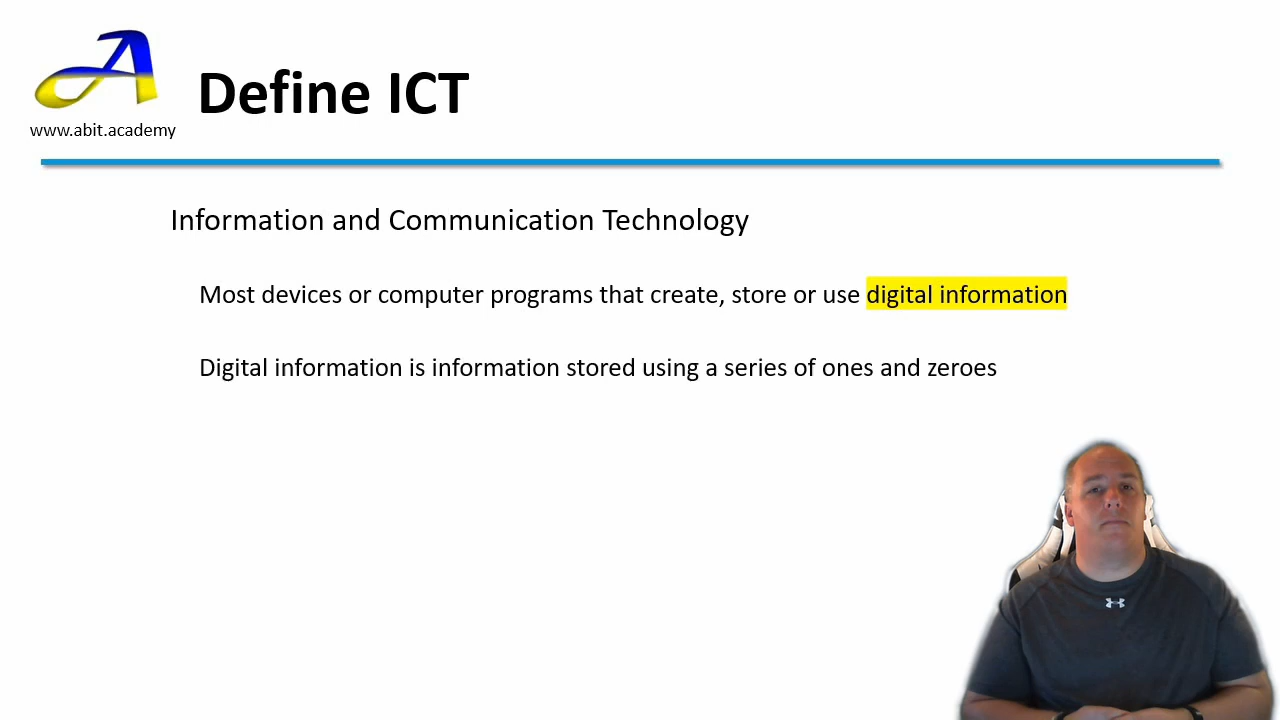 Define ICT
www.abit.academy
Information and Communication Technology
Most devices or computer programs that create, store or use digital information
Digital information is information stored using a series of ones and zeroes